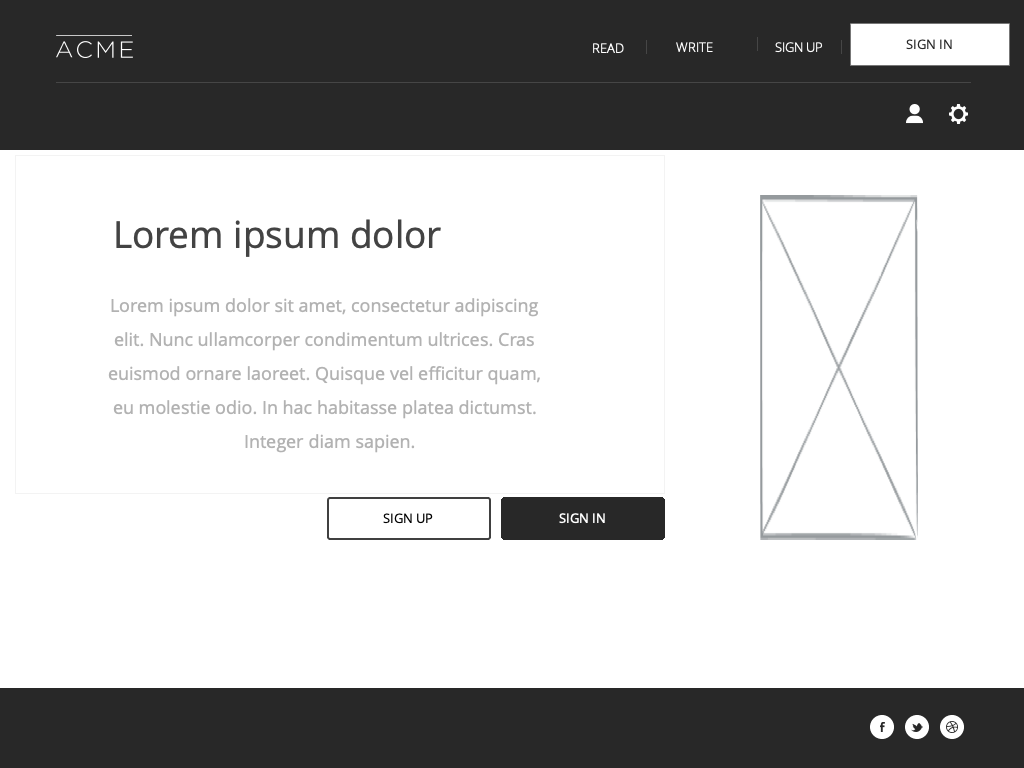 ACME
READ
WRITE
SIGN UP
SIGN IN
Lorem ipsum dolor
Lorem ipsum dolor sit amet, consectetur adipiscing
elit. Nunc ullamcorper condimentum ultrices. Cras
euismod ornare laoreet. Quisque vel efficitur quam,
eu molestie odio. In hac habitasse platea dictumst.
Integer diam sapien.
SIGN UP
SIGN IN